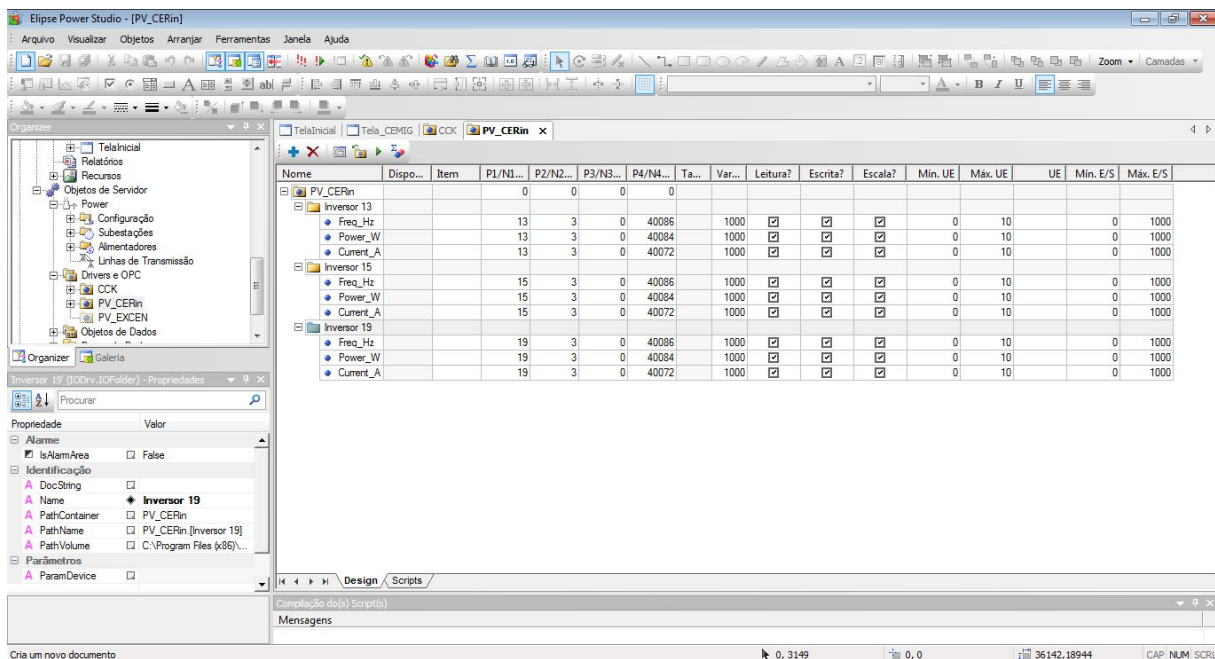 Elipse Power Studio - [PV_CERin]
Arquivo Visualizar Objetos Arranjar Ferramentas Janela Ajuda
Zoom Camadas
A B I U
Organizer
TelaInicial Tela_CEMIG CCK PV_CERin
TelaInicial
Relatórios
Recursos
Objetos de Servidor
Power
Configuração
Subestações
Alimentadores
Linhas de Transmissão
Drivers e OPC
CCK
PV_CERin
PV_EXCEN
Objetos de Dados
Organizer Galeria
Nome Dispo... Item P1/N1... P2/N2... P3/N3... P4/N4... Ta... Var... Leitura? Escrita? Escala? Mín. UE Máx. UE UE Mín. E/S Máx. E/S
PV_CERin 0 0 0 0
Inversor 13
Freq_Hz 13 3 0 40086 1000 0 10 0 1000
Power_W 13 3 0 40084 1000 0 10 0 1000
Current_A 13 3 0 40072 1000 0 10 0 1000
Inversor 15
Freq_Hz 15 3 0 40086 1000 0 10 0 1000
Power_W 15 3 0 40084 1000 0 10 0 1000
Current_A 15 3 0 40072 1000 0 10 0 1000
Inversor 19
Freq_Hz 19 3 0 40086 1000 0 10 0 1000
Power_W 19 3 0 40084 1000 0 10 0 1000
Current_A 19 3 0 40072 1000 0 10 0 1000
Inversor 19' (IODrv.IOFolder) - Propriedades
Procurar
Propriedade Valor
Alarme
IsAlarmArea False
Identificação
A DocString
A Name Inversor 19
A PathContainer PV_CERin
A PathName PV_CERin.[Inversor 19]
A PathVolume C:\Program Files (x86)\...
Parâmetros
A ParamDevice
Design Scripts
Compilação do(s) Script(s)
Mensagens
Cria um novo documento 0, 3149 0, 0 36142,18944 CAP NUM SCRL